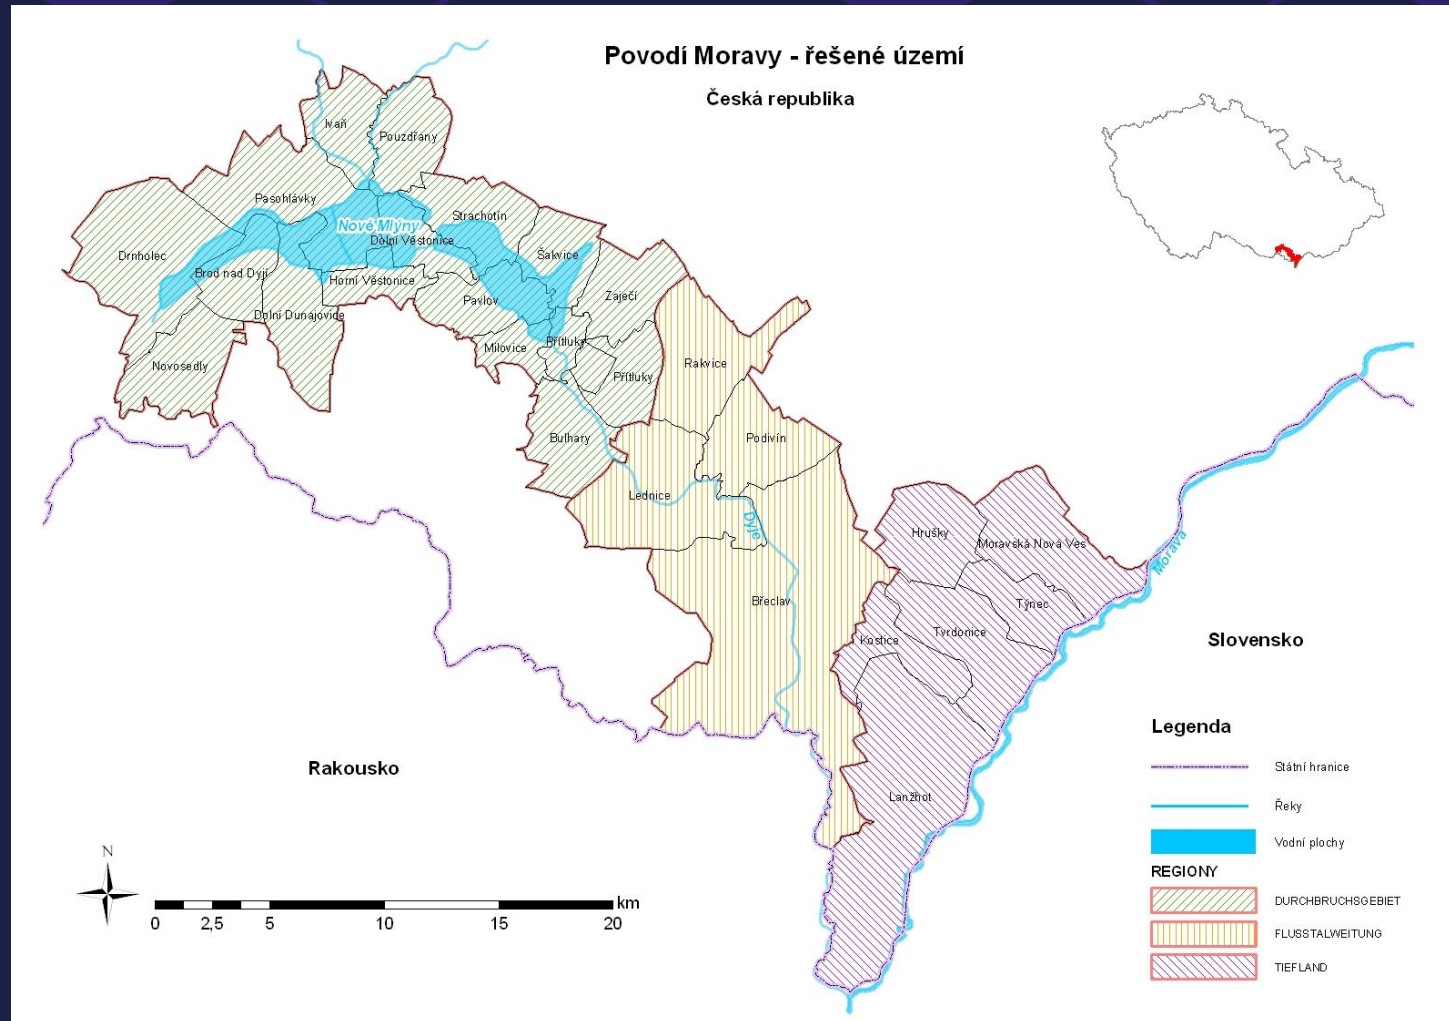 Povodí Moravy - řešené území
Česká republika
Ivaň
Pouzdřany
Pasohlávky
Strachotín
Nové Mlýny
Dolní Věstonice
Drnholec
Šakvice
Brod nad Dyjí
Horní Věstonice
Zaječí
Pavlov
Dolní Dunajovice
Přítluky
Milovice
Rakvice
Novosedly
Přítluky
Bulhary
Podivín
Lednice
Dyje
Hrušky
Moravská Nová Ves
Morava
Břeclav
Týnec
Tvrdonice
Kostice
Slovensko
Lanžhot
Rakousko
Legenda
Státní hranice
Řeky
Vodní plochy
REGIONY
DURCHBRUCHSGEBIET
FLUSSTALWEITUNG
TIEFLAND
N
km
0 2,5 5 10 15 20